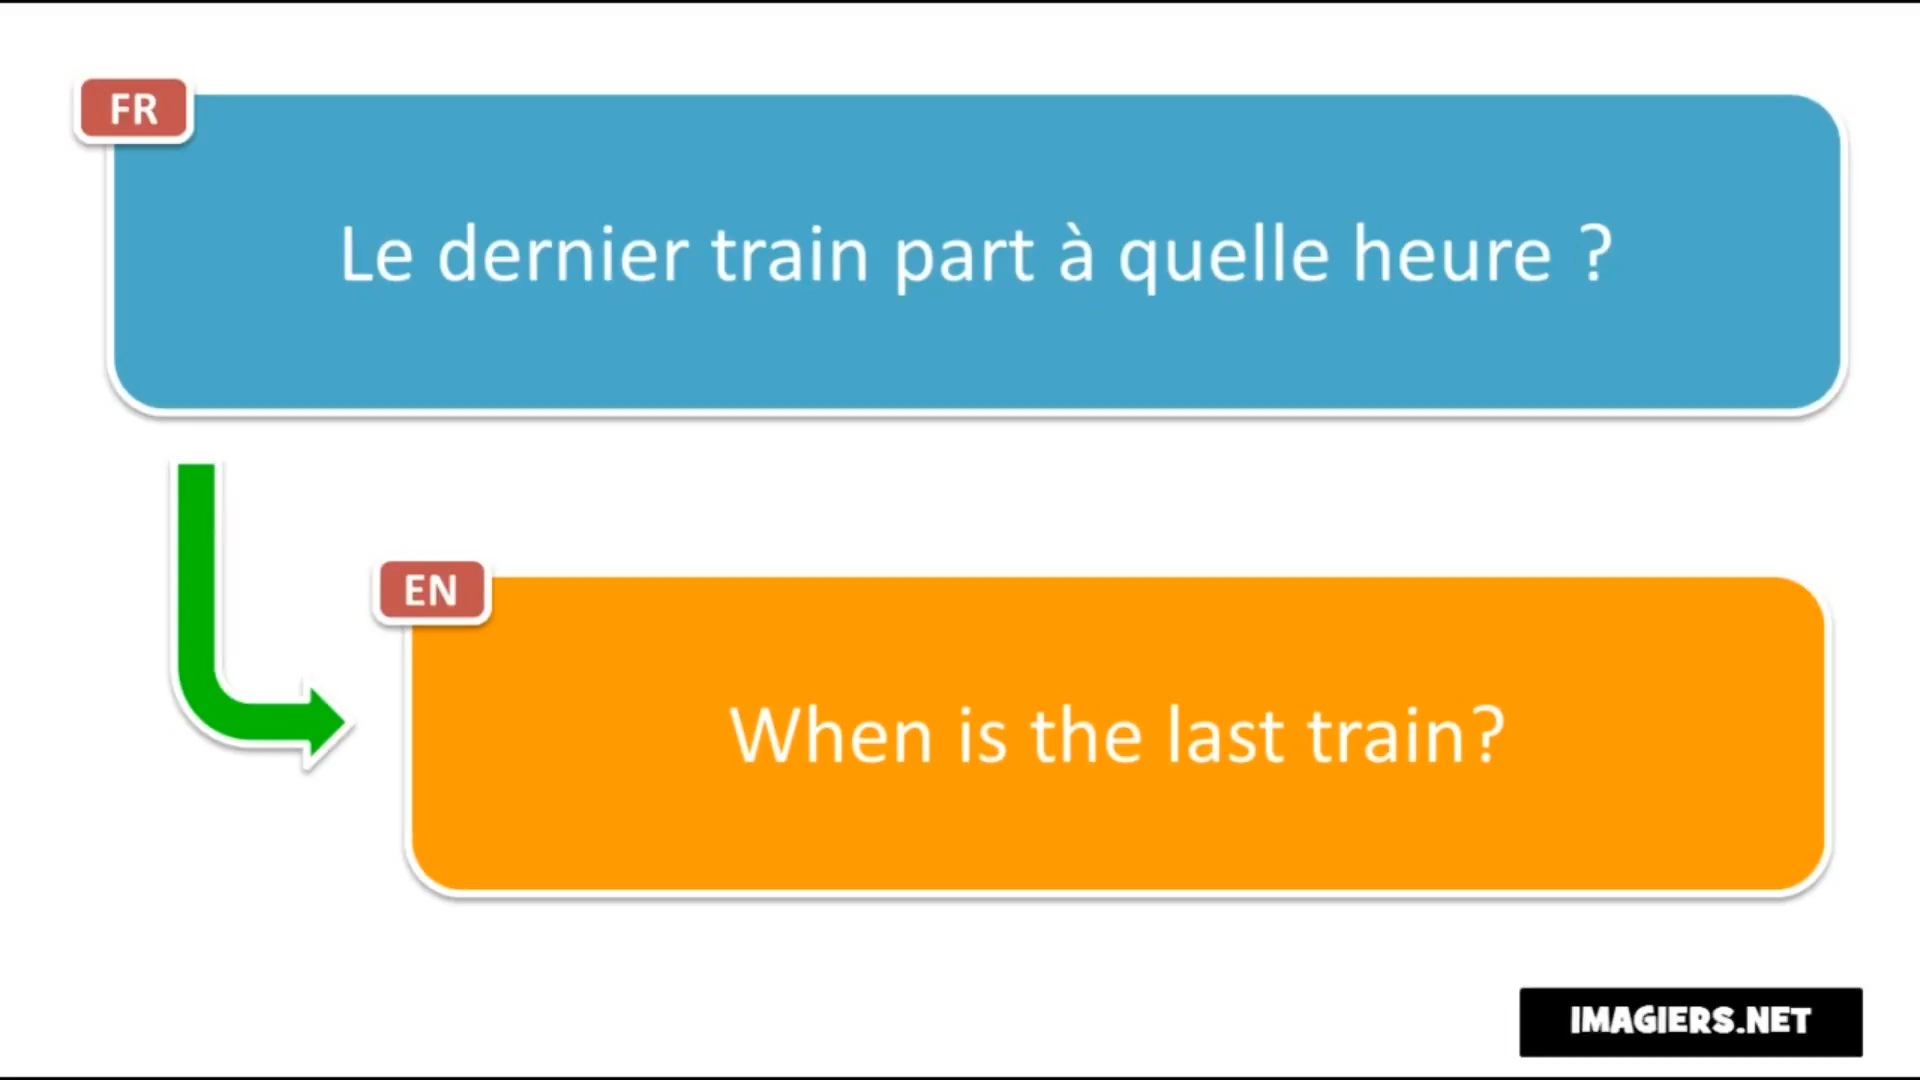 FR
Le dernier train part à quelle heure ?
EN
When is the last train?
IMAGIERS.NET